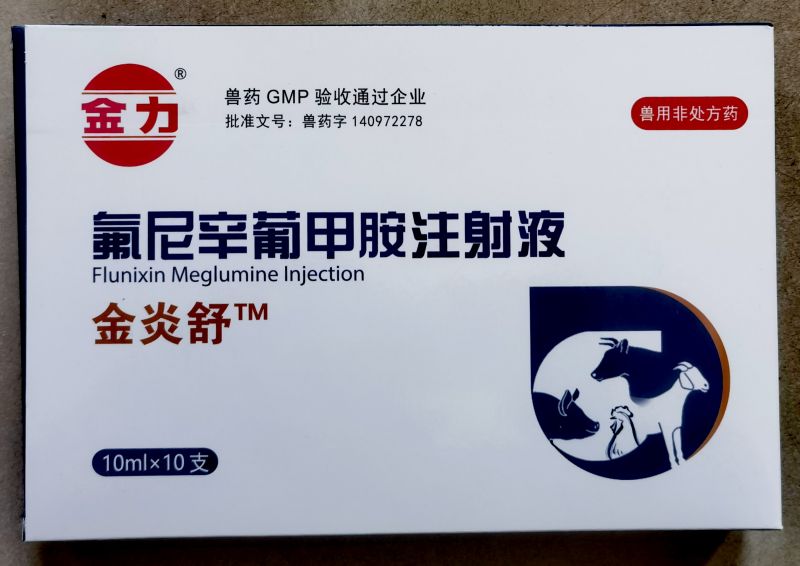 金力®
兽药 GMP 验收通过企业
批准文号：兽药字 140972278
兽用非处方药
氟尼辛葡甲胺注射液
Flunixin Meglumine Injection
金炎舒™
10ml×10 支